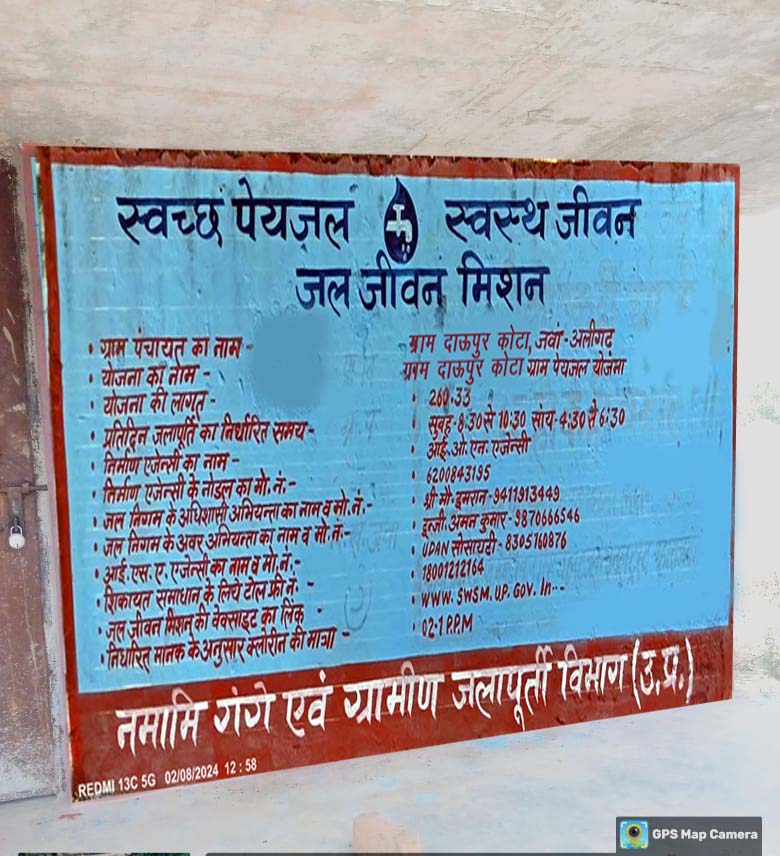 स्वच्छ पेयजल स्वस्थ जीवन
जल जीवन मिशन
• ग्राम पंचायत का नाम - ग्राम दाऊपुर कोटा, जवां-अलीगढ़
• योजना का नाम - ग्राम दाऊपुर कोटा ग्राम पेयजल योजना
• योजना की लागत - • 260.33
• प्रतिदिन जलापूर्ति का निर्धारित समय - • सुबह-8:30 से 10:30 सांय-4:30 से 6:30
• निर्माण एजेन्सी का नाम - • आई.ओ.एन. एजेन्सी
• निर्माण एजेन्सी के नोडल का मो. नं. - • 6200843195
• जल निगम के अधिशासी अभियन्ता का नाम व मो. नं. - • श्री मो. इमरान-9411913449
• जल निगम के अवर अभियन्ता का नाम व मो. नं. - • इन्जी. अमन कुमार-9870666546
• आई.एस.ए. एजेन्सी का नाम व मो. नं. - • UDAN सोसायटी-8305760876
• शिकायत समाधान के लिये टोल फ्री नं. - • 18001212164
• जल जीवन मिशन की वेबसाइट का लिंक - • WWW. SWSM. UP. GOV. In--
• निर्धारित मानक के अनुसार क्लोरीन की मात्रा - • 02-1 P.P.M
नमामि गंगे एवं ग्रामीण जलापूर्ती विभाग (उ.प्र.)
REDMI 13C 5G 02/08/2024 12:58
GPS Map Camera